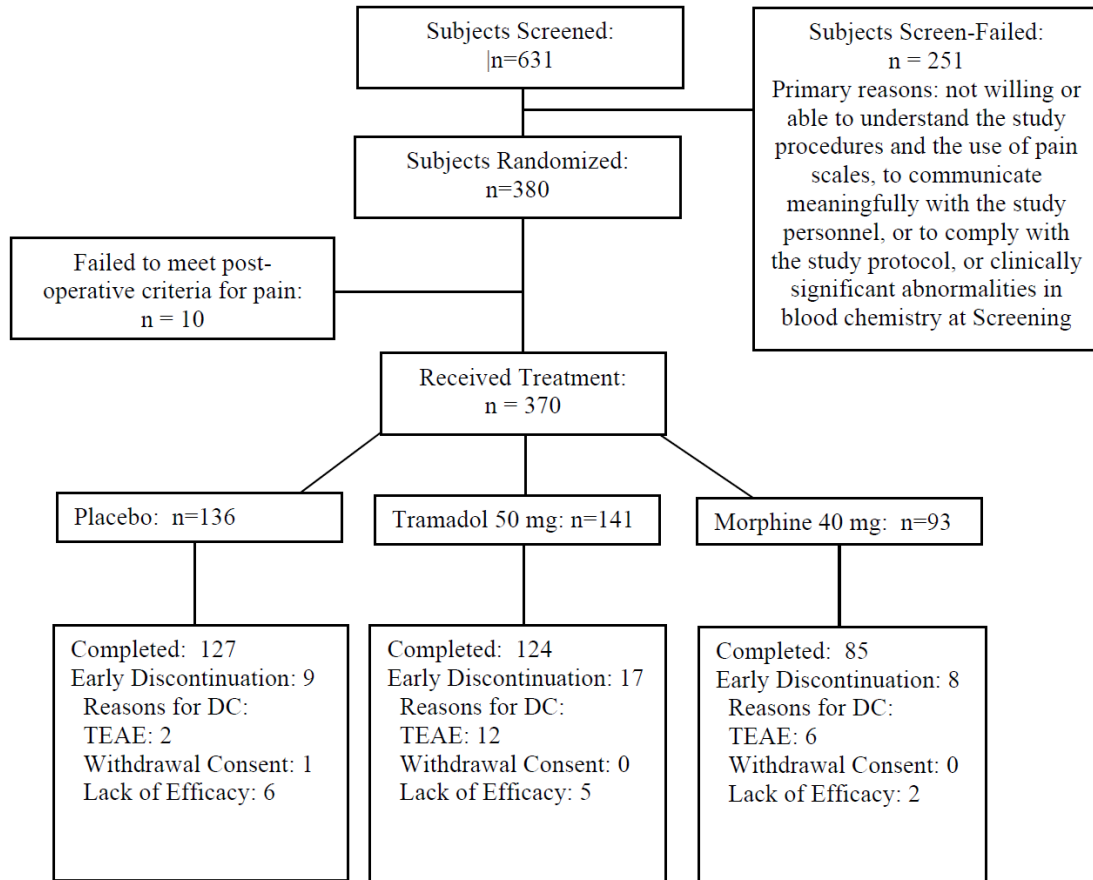 Subjects Screened:
|n=631
Subjects Screen-Failed:
n = 251
Primary reasons: not willing or
able to understand the study
procedures and the use of pain
scales, to communicate
meaningfully with the study
personnel, or to comply with
the study protocol, or clinically
significant abnormalities in
blood chemistry at Screening
Subjects Randomized:
n=380
Failed to meet post-
operative criteria for pain:
n = 10
Received Treatment:
n = 370
Placebo: n=136
Tramadol 50 mg: n=141
Morphine 40 mg: n=93
Completed: 127
Early Discontinuation: 9
Reasons for DC:
TEAE: 2
Withdrawal Consent: 1
Lack of Efficacy: 6
Completed: 124
Early Discontinuation: 17
Reasons for DC:
TEAE: 12
Withdrawal Consent: 0
Lack of Efficacy: 5
Completed: 85
Early Discontinuation: 8
Reasons for DC:
TEAE: 6
Withdrawal Consent: 0
Lack of Efficacy: 2